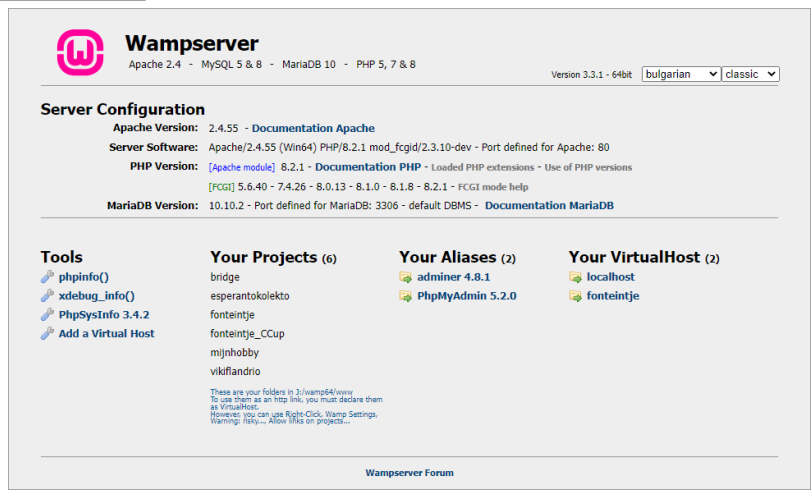 Wampserver
Apache 2.4 - MySQL 5 & 8 - MariaDB 10 - PHP 5, 7 & 8
Version 3.3.1 - 64bit bulgarian classic
Server Configuration
Apache Version: 2.4.55 - Documentation Apache
Server Software: Apache/2.4.55 (Win64) PHP/8.2.1 mod_fcgid/2.3.10-dev - Port defined for Apache: 80
PHP Version: [Apache module] 8.2.1 - Documentation PHP - Loaded PHP extensions - Use of PHP versions
[FCGI] 5.6.40 - 7.4.26 - 8.0.13 - 8.1.0 - 8.1.8 - 8.2.1 - FCGI mode help
MariaDB Version: 10.10.2 - Port defined for MariaDB: 3306 - default DBMS - Documentation MariaDB
Tools
phpinfo()
xdebug_info()
PhpSysInfo 3.4.2
Add a Virtual Host
Your Projects (6)
bridge
esperantokolekto
fonteintje
fonteintje_CCup
mijnhobby
vikiflandrio
These are your folders in J:/wamp64/www
To use them as an http link, you must declare them
as VirtualHost.
However, you can use Right-Click, Wamp Settings,
Warning: risky..., Allow links on projects...
Your Aliases (2)
adminer 4.8.1
PhpMyAdmin 5.2.0
Your VirtualHost (2)
localhost
fonteintje
Wampserver Forum